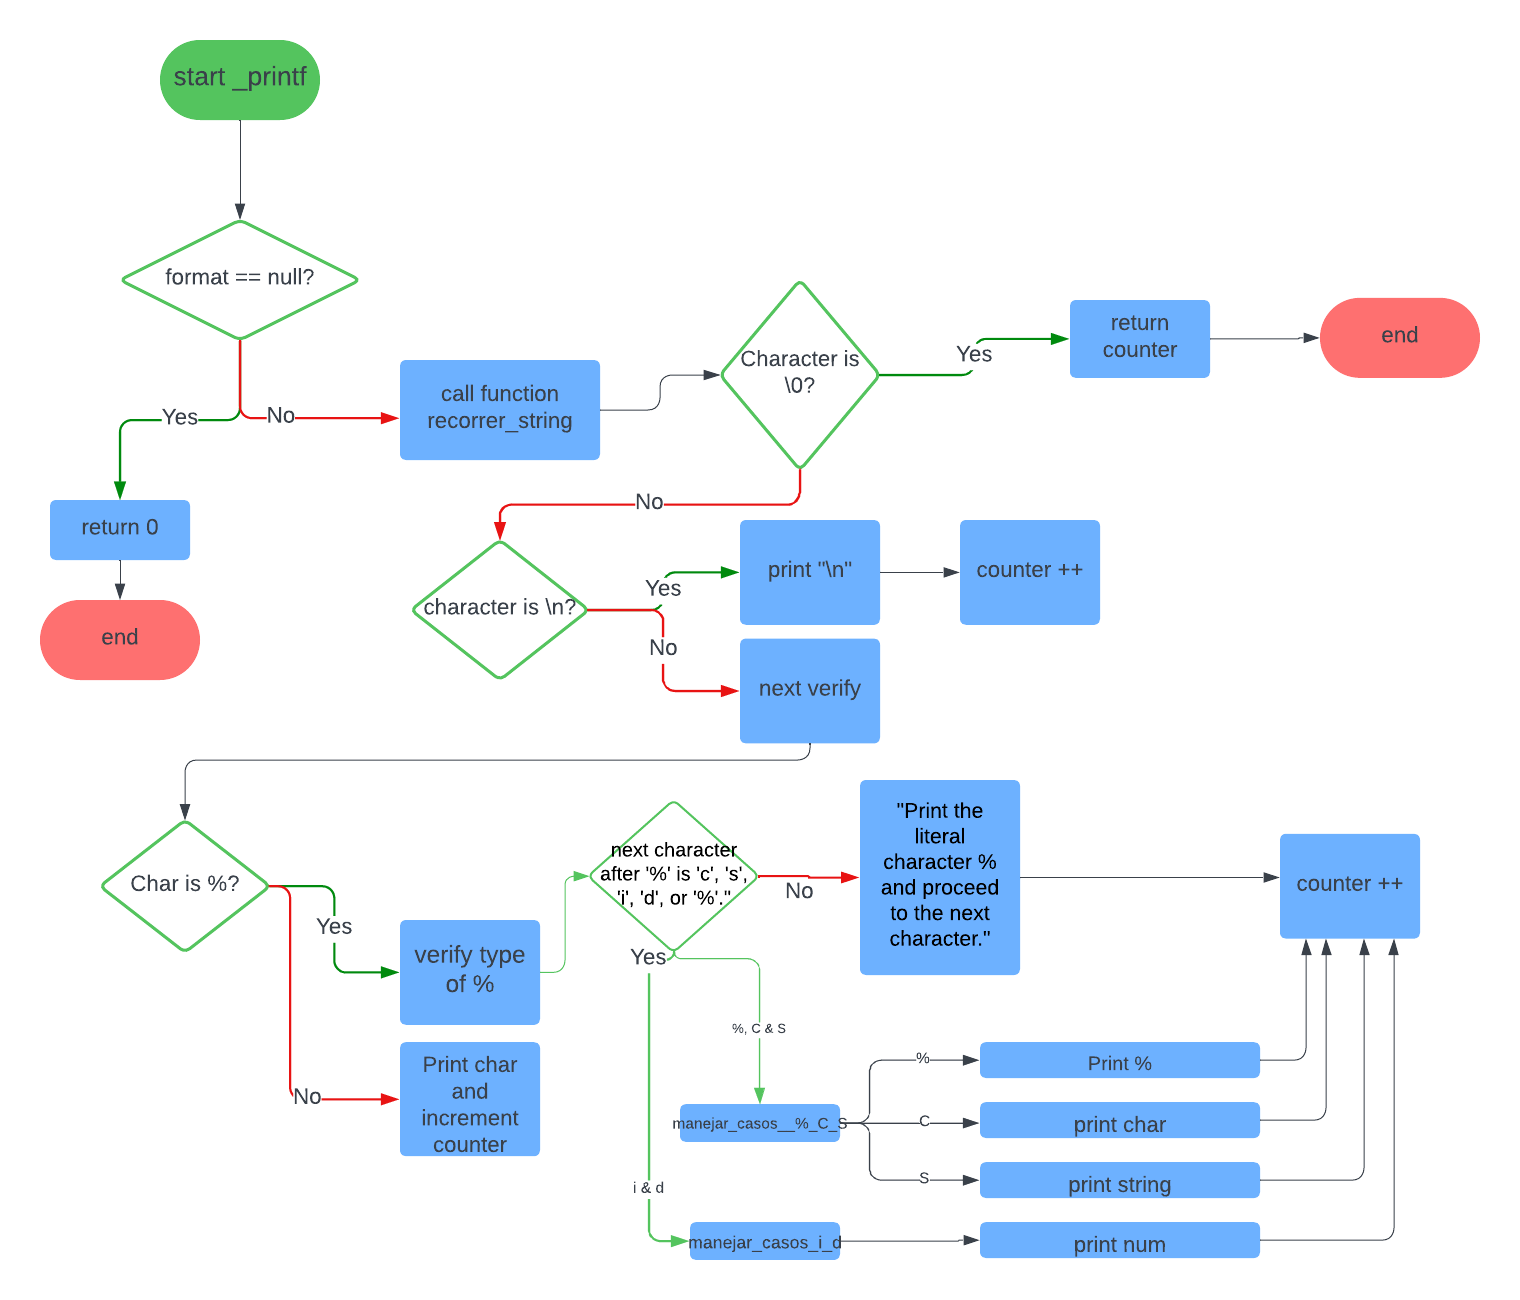 start _printf
format == null?
Yes
No
return 0
end
call function
recorrer_string
Character is
\0?
Yes
return
counter
end
No
character is \n?
Yes
print "\n"
counter ++
No
next verify
Char is %?
Yes
verify type
of %
No
Print char
and
increment
counter
next character
after '%' is 'c', 's',
'i', 'd', or '%'."
No
"Print the
literal
character %
and proceed
to the next
character."
counter ++
Yes
%, C & S
manejar_casos__%_C_S
%
Print %
C
print char
S
print string
i & d
manejar_casos_i_d
print num